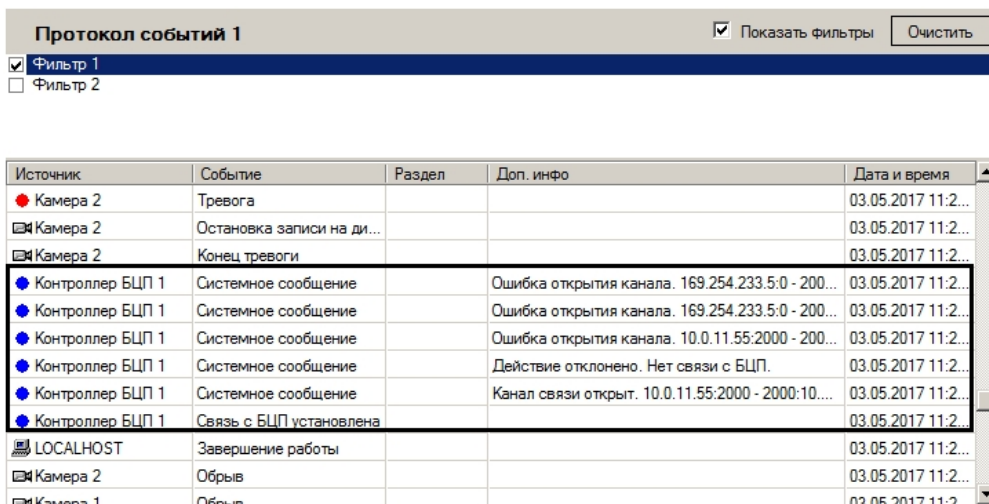 Протокол событий 1 Показать фильтры Очистить
Фильтр 1
Фильтр 2
Источник Событие Раздел Доп. инфо Дата и время
Камера 2 Тревога 03.05.2017 11:2...
Камера 2 Остановка записи на ди... 03.05.2017 11:2...
Камера 2 Конец тревоги 03.05.2017 11:2...
Контроллер БЦП 1 Системное сообщение Ошибка открытия канала. 169.254.233.5:0 - 200... 03.05.2017 11:2...
Контроллер БЦП 1 Системное сообщение Ошибка открытия канала. 169.254.233.5:0 - 200... 03.05.2017 11:2...
Контроллер БЦП 1 Системное сообщение Ошибка открытия канала. 10.0.11.55:2000 - 200... 03.05.2017 11:2...
Контроллер БЦП 1 Системное сообщение Действие отклонено. Нет связи с БЦП. 03.05.2017 11:2...
Контроллер БЦП 1 Системное сообщение Канал связи открыт. 10.0.11.55:2000 - 2000:10.... 03.05.2017 11:2...
Контроллер БЦП 1 Связь с БЦП установлена 03.05.2017 11:2...
LOCALHOST Завершение работы 03.05.2017 11:2...
Камера 2 Обрыв 03.05.2017 11:2...
Камера 1 Обрыв 03.05.2017 11:2...